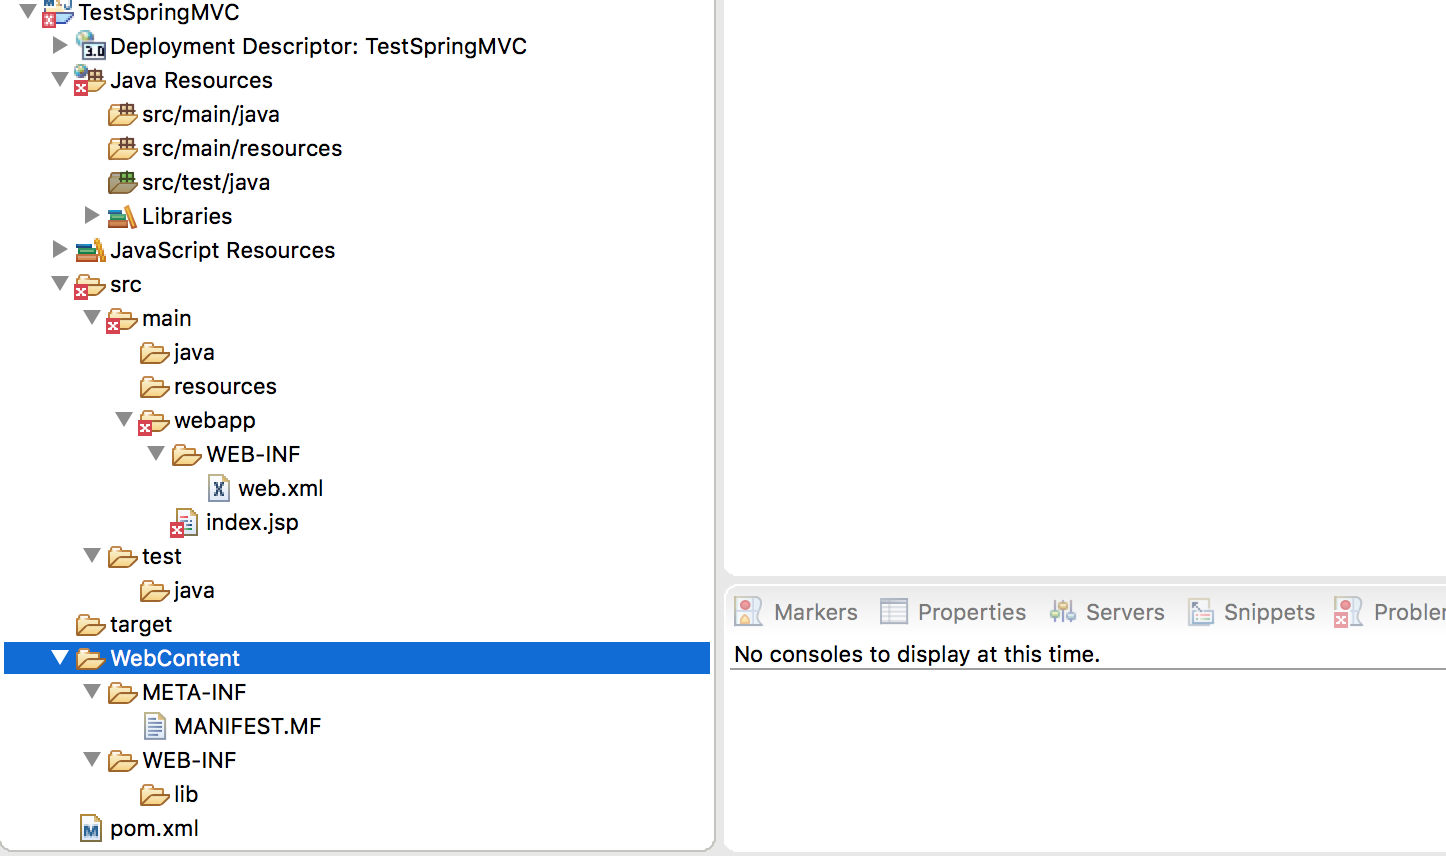 TestSpringMVC
Deployment Descriptor: TestSpringMVC
Java Resources
src/main/java
src/main/resources
src/test/java
Libraries
JavaScript Resources
src
main
java
resources
webapp
WEB-INF
web.xml
index.jsp
test
java
target
WebContent
META-INF
MANIFEST.MF
WEB-INF
lib
pom.xml
Markers Properties Servers Snippets Problem
No consoles to display at this time.